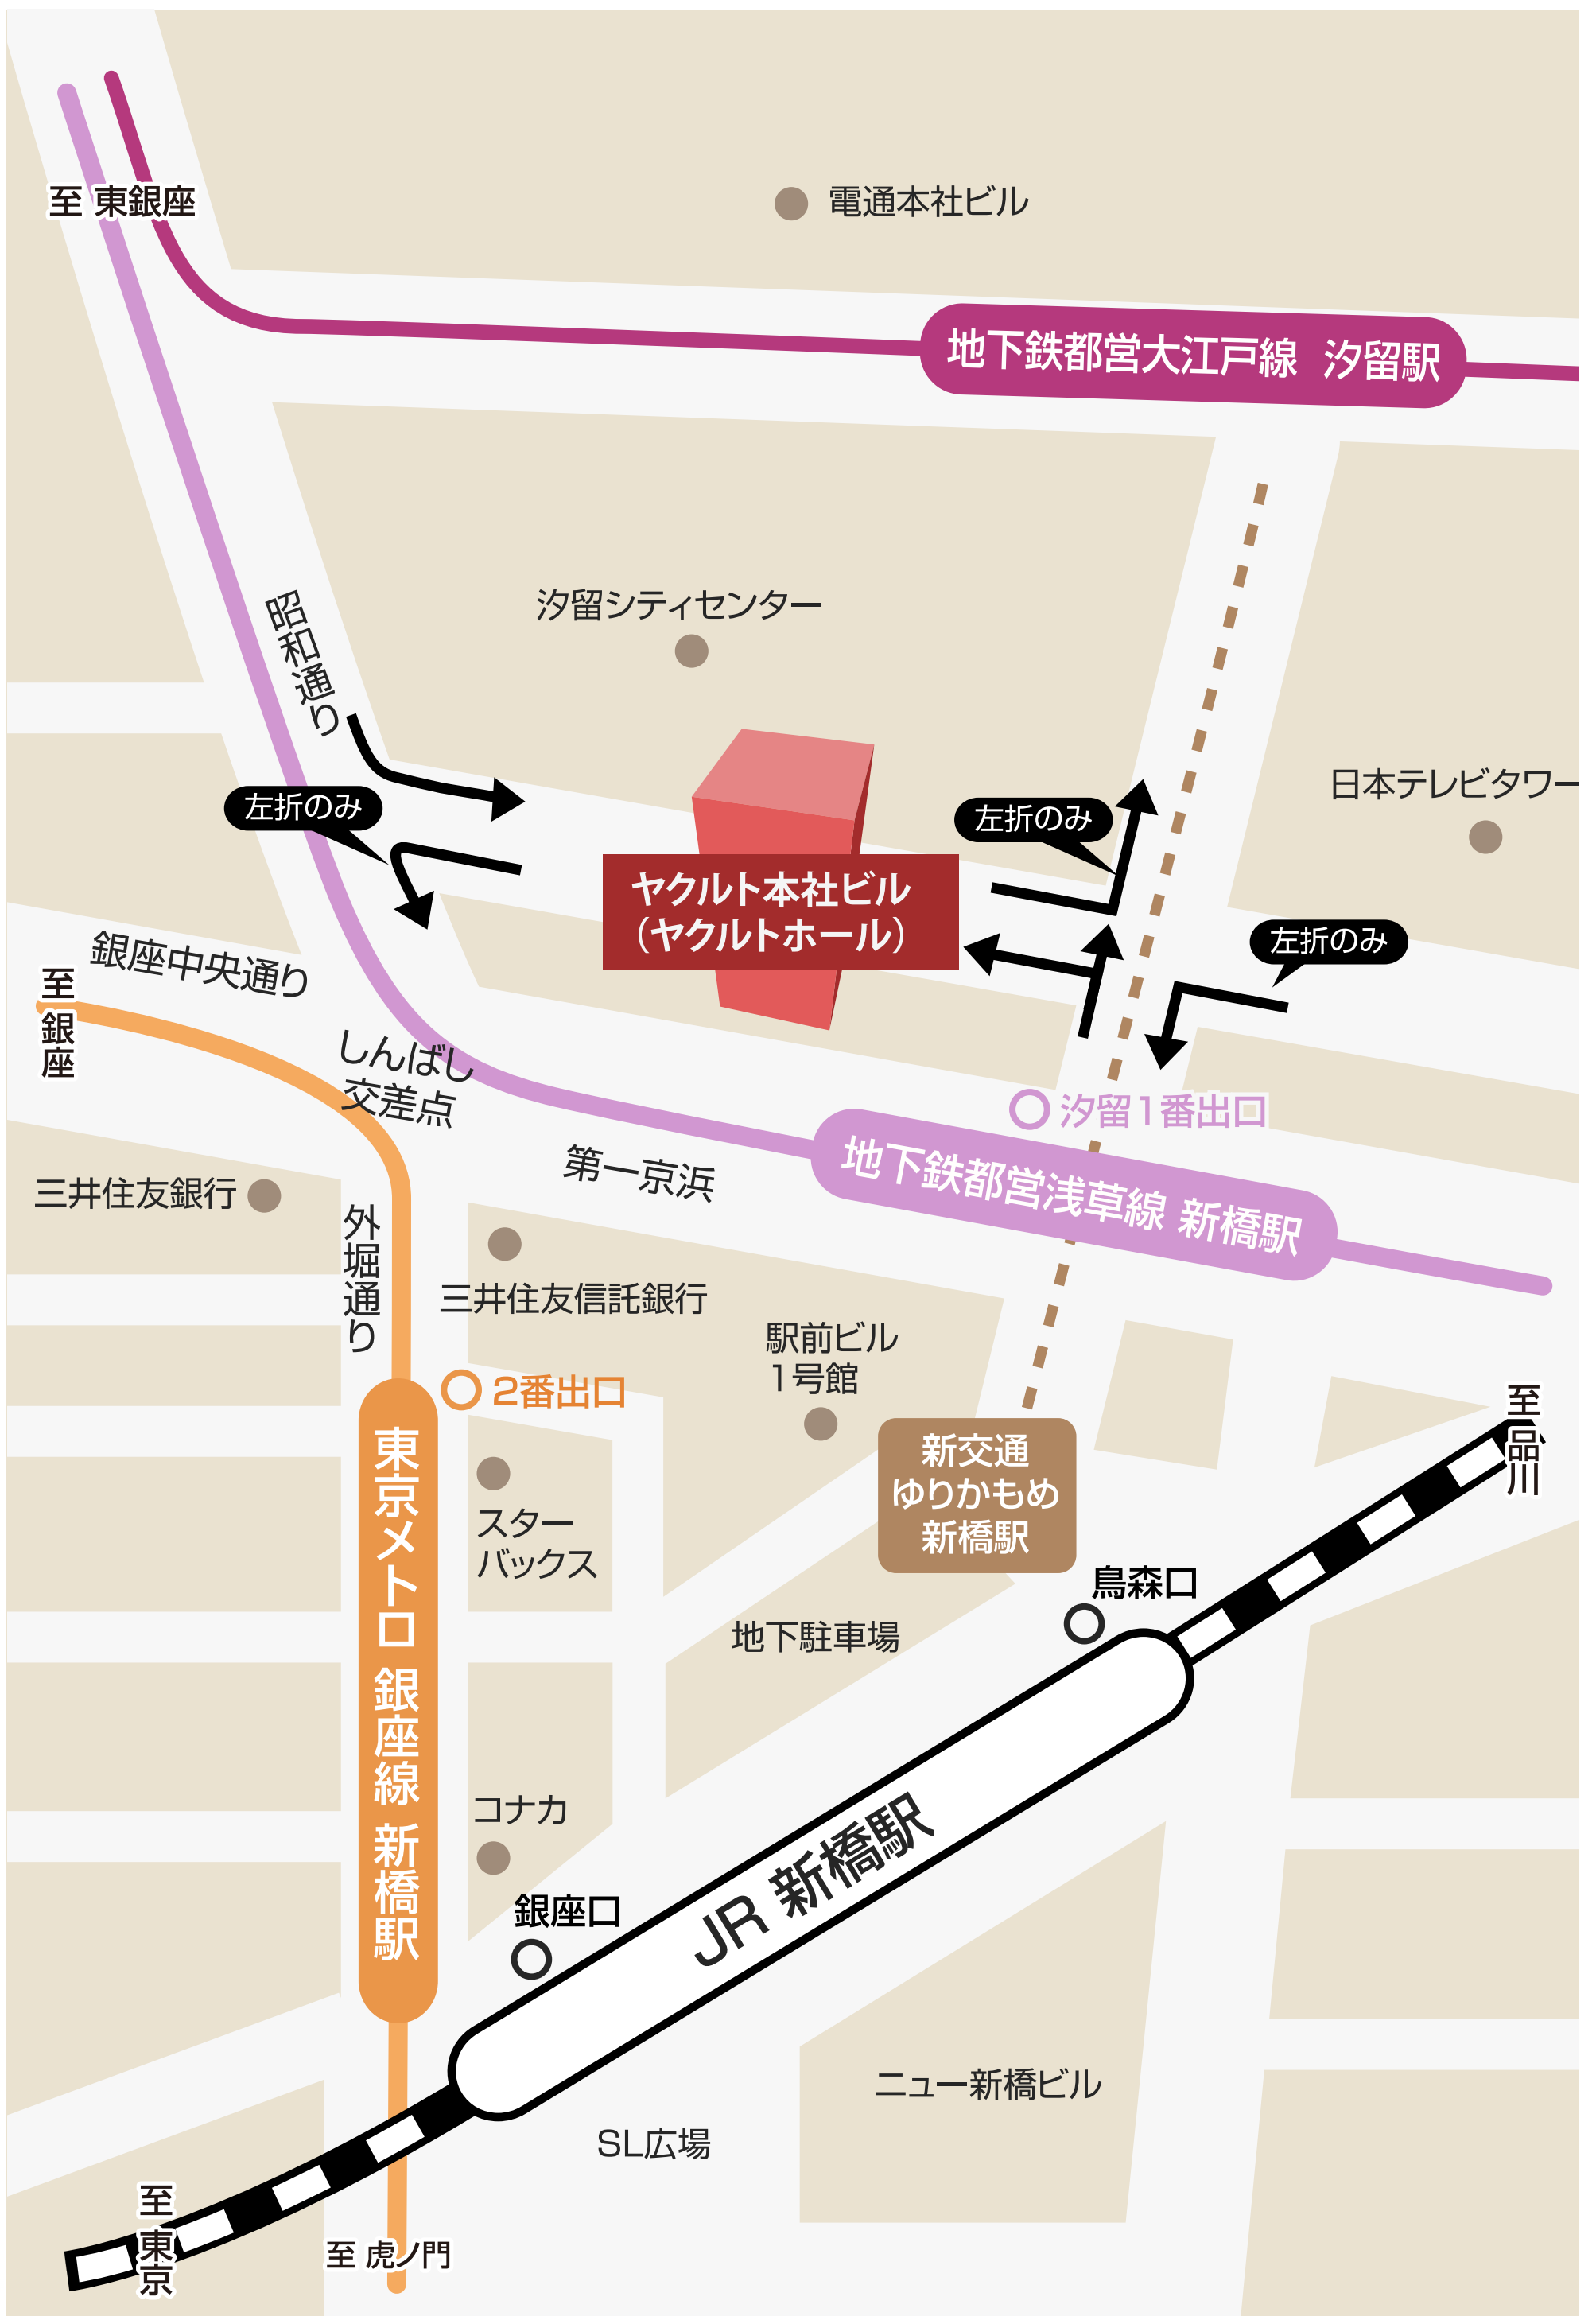 至 東銀座
電通本社ビル
地下鉄都営大江戸線 汐留駅
昭和通り
汐留シティセンター
日本テレビタワー
左折のみ
左折のみ
ヤクルト本社ビル
（ヤクルトホール）
左折のみ
銀座中央通り
至 銀座
しんばし
交差点
汐留1番出口
第一京浜
地下鉄都営浅草線 新橋駅
三井住友銀行
外堀通り
三井住友信託銀行
駅前ビル
1号館
2番出口
至 品川
東京メトロ 銀座線 新橋駅
新交通
ゆりかもめ
新橋駅
スター
バックス
烏森口
地下駐車場
コナカ
銀座口
JR 新橋駅
ニュー新橋ビル
SL広場
至 東京
至 虎ノ門